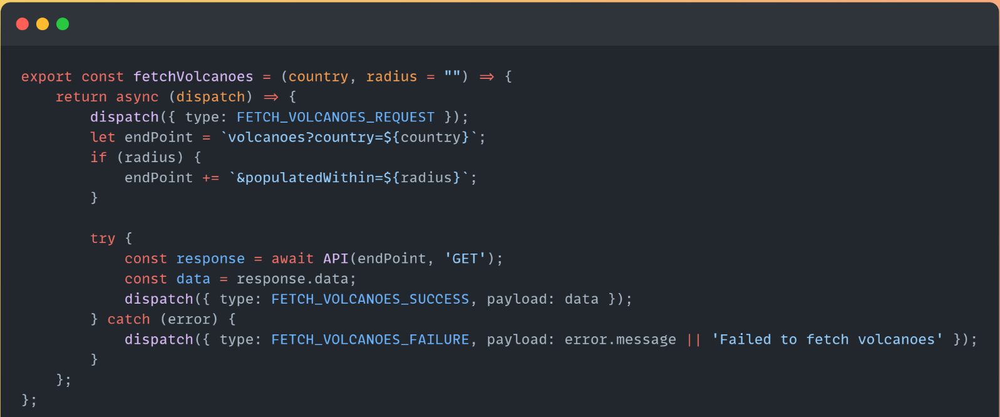 export const fetchVolcanoes = (country, radius = "") => {
    return async (dispatch) => {
        dispatch({ type: FETCH_VOLCANOES_REQUEST });
        let endPoint = `volcanoes?country=${country}`;
        if (radius) {
            endPoint += `&populatedWithin=${radius}`;
        }

        try {
            const response = await API(endPoint, 'GET');
            const data = response.data;
            dispatch({ type: FETCH_VOLCANOES_SUCCESS, payload: data });
        } catch (error) {
            dispatch({ type: FETCH_VOLCANOES_FAILURE, payload: error.message || 'Failed to fetch volcanoes' });
        }
    };
};